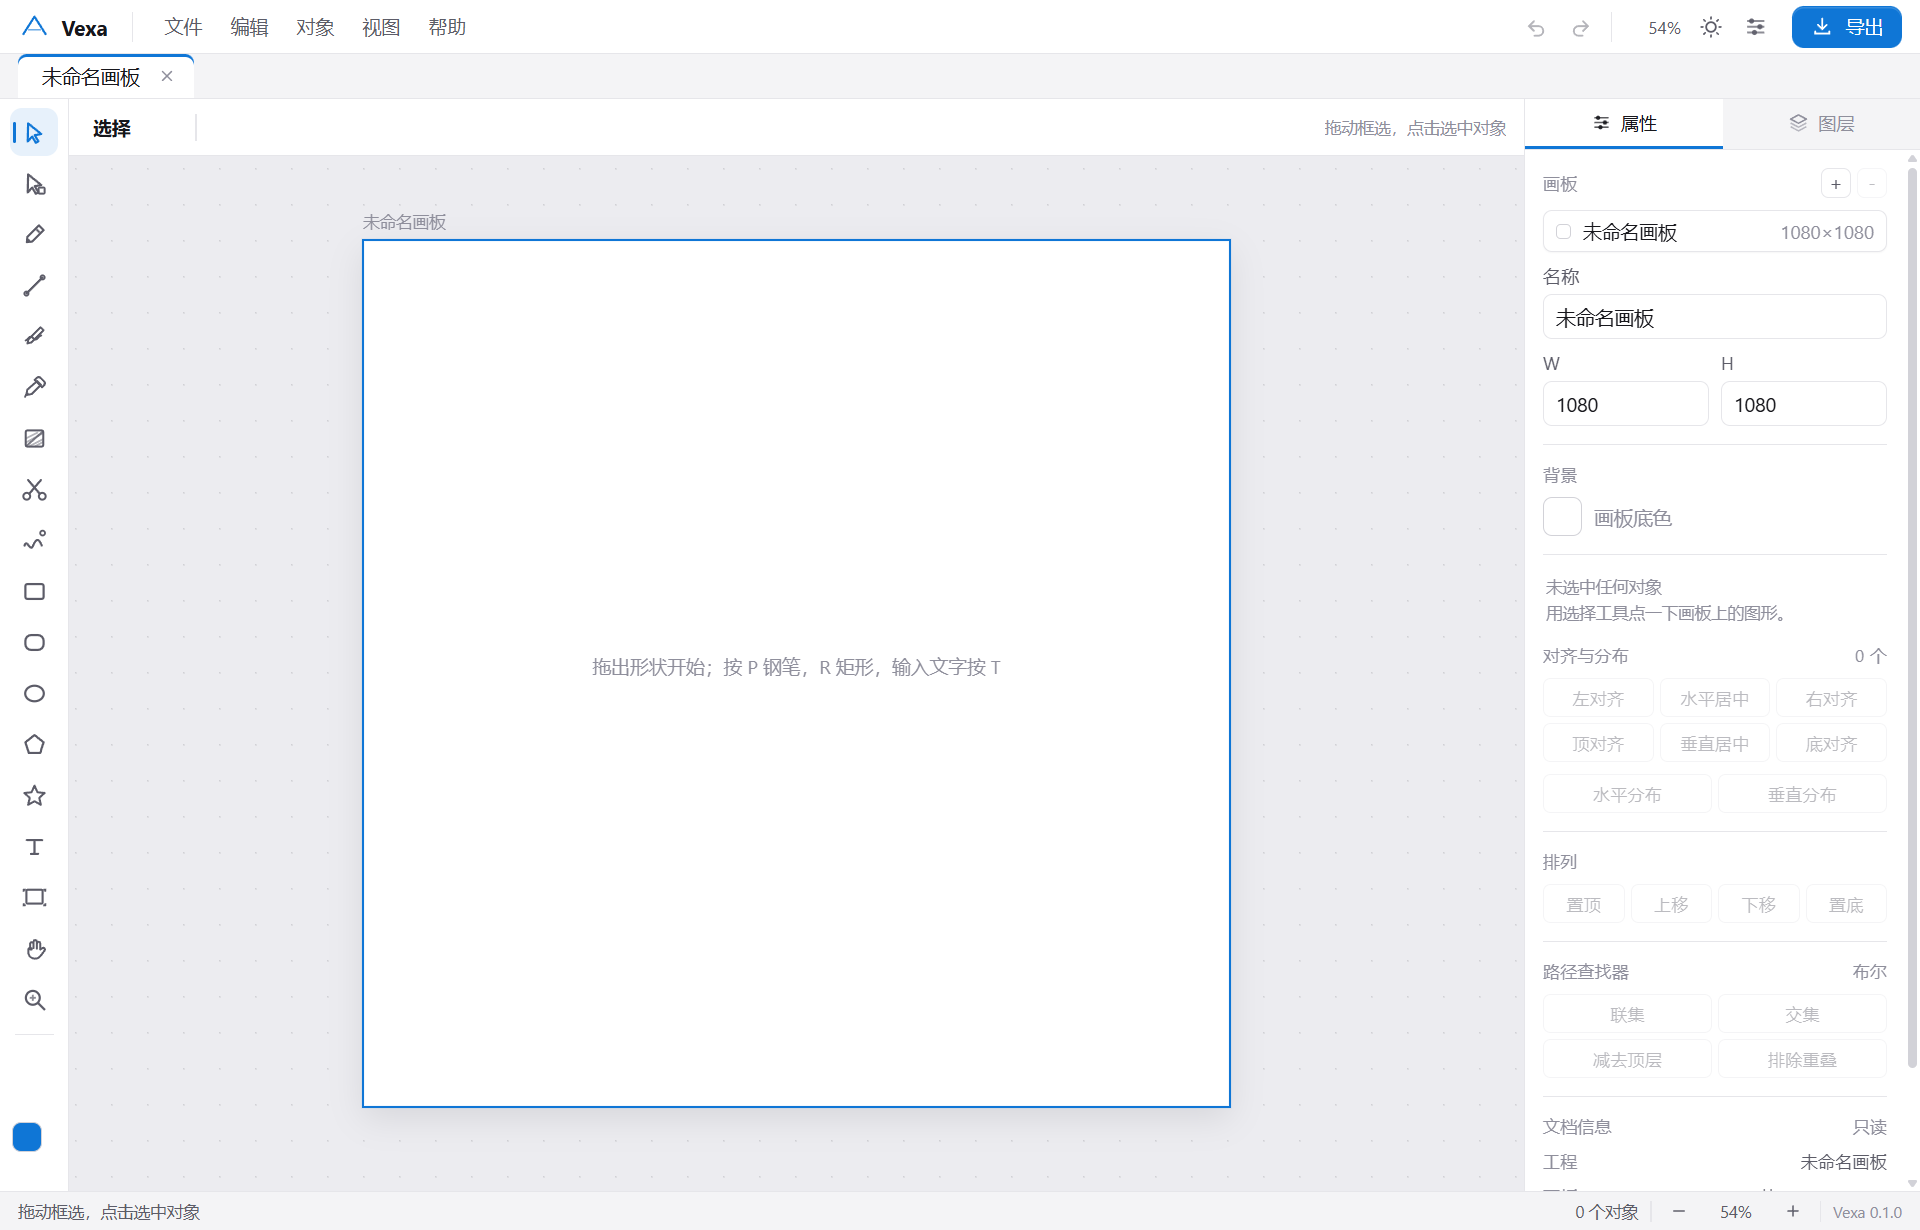 Vexa 文件 编辑 对象 视图 帮助 54% 导出
未命名画板
选择 拖动框选，点击选中对象
属性 图层
画板 + -
未命名画板 1080×1080
名称
未命名画板
W H
1080 1080
背景
画板底色
未选中任何对象
用选择工具点一下画板上的图形。
对齐与分布 0 个
左对齐 水平居中 右对齐
顶对齐 垂直居中 底对齐
水平分布 垂直分布
排列
置顶 上移 下移 置底
路径查找器 布尔
联集 交集
减去顶层 排除重叠
文档信息 只读
工程 未命名画板
未命名画板
拖出形状开始；按 P 钢笔，R 矩形，输入文字按 T
拖动框选，点击选中对象 0 个对象 − 54% + Vexa 0.1.0